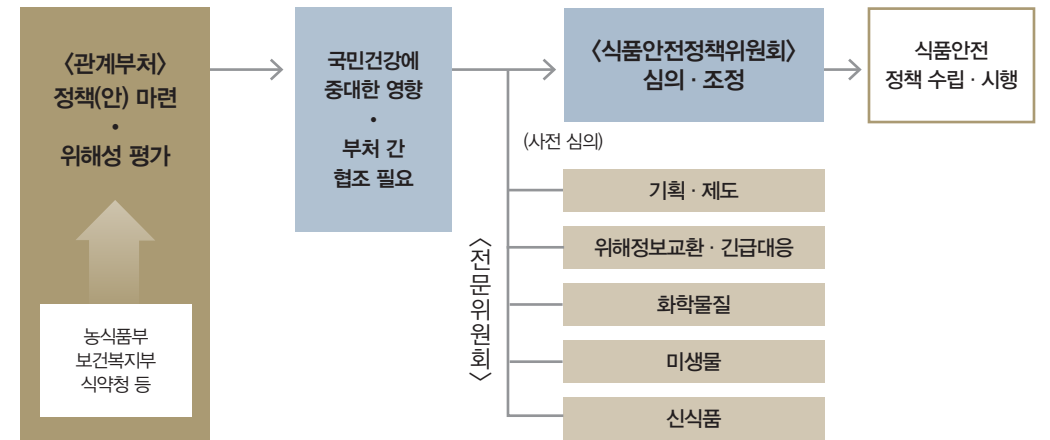 〈관계부처〉
정책(안) 마련
•
위해성 평가
농식품부
보건복지부
식약청 등
국민건강에
중대한 영향
•
부처 간
협조 필요
〈식품안전정책위원회〉
심의 · 조정
식품안전
정책 수립 · 시행
(사전 심의)
〈전문위원회〉
기획 · 제도
위해정보교환 · 긴급대응
화학물질
미생물
신식품